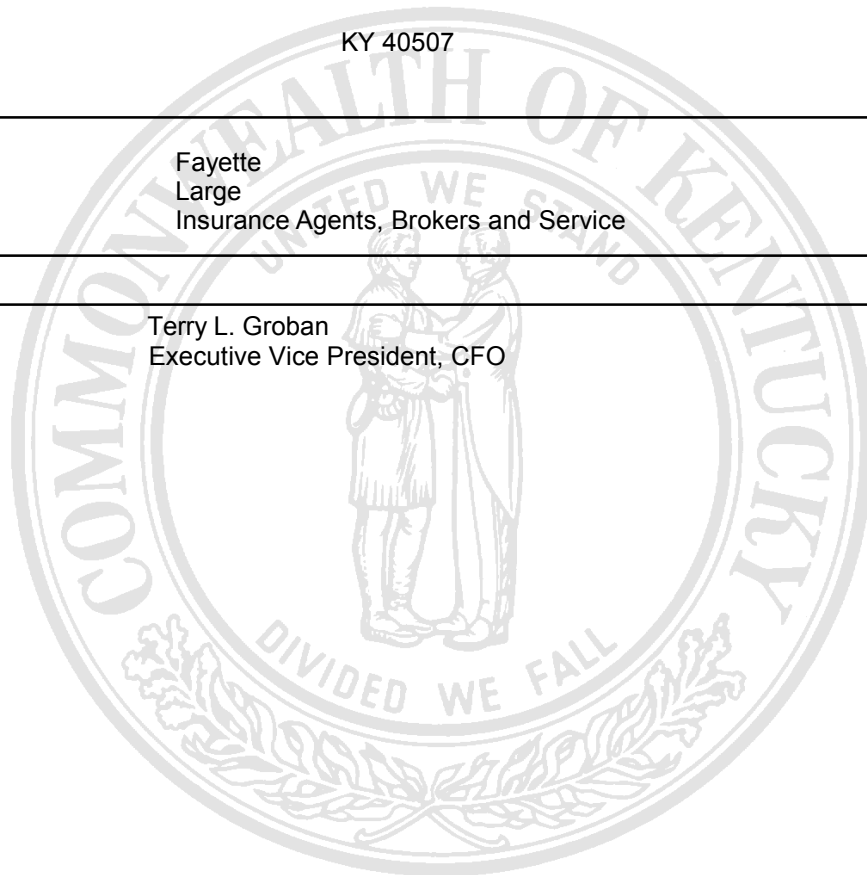 KY 40507
Fayette
Large
Insurance Agents, Brokers and Service
Terry L. Groban
Executive Vice President, CFO
COMMONWEALTH OF KENTUCKY
UNITED WE STAND
DIVIDED WE FALL